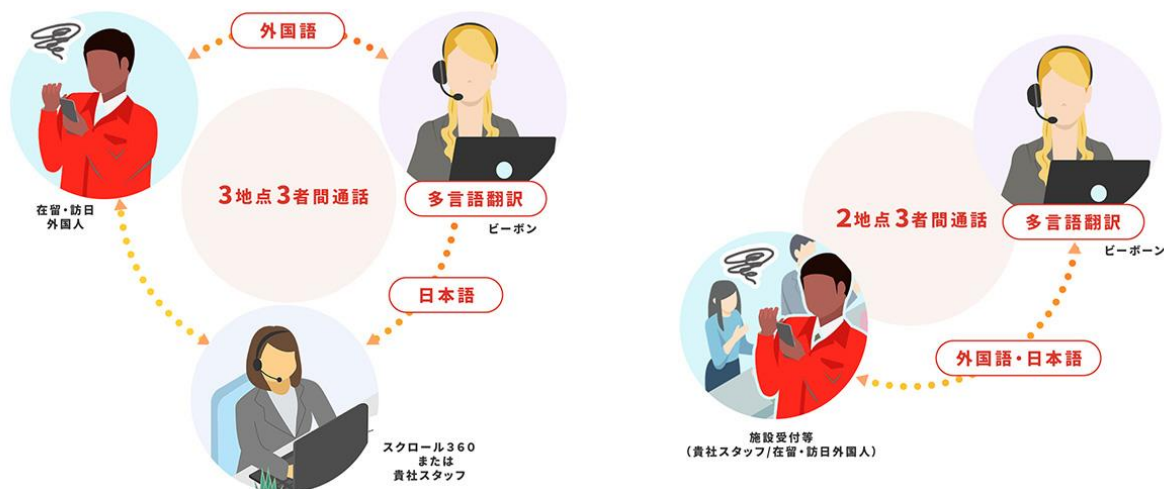 外国語
3地点3者間通話
多言語翻訳
ビーボン
在留・訪日
外国人
日本語
スクロール360
または
貴社スタッフ
2地点3者間通話
多言語翻訳
ビーボーン
外国語・日本語
施設受付等
(貴社スタッフ/在留・訪日外国人)